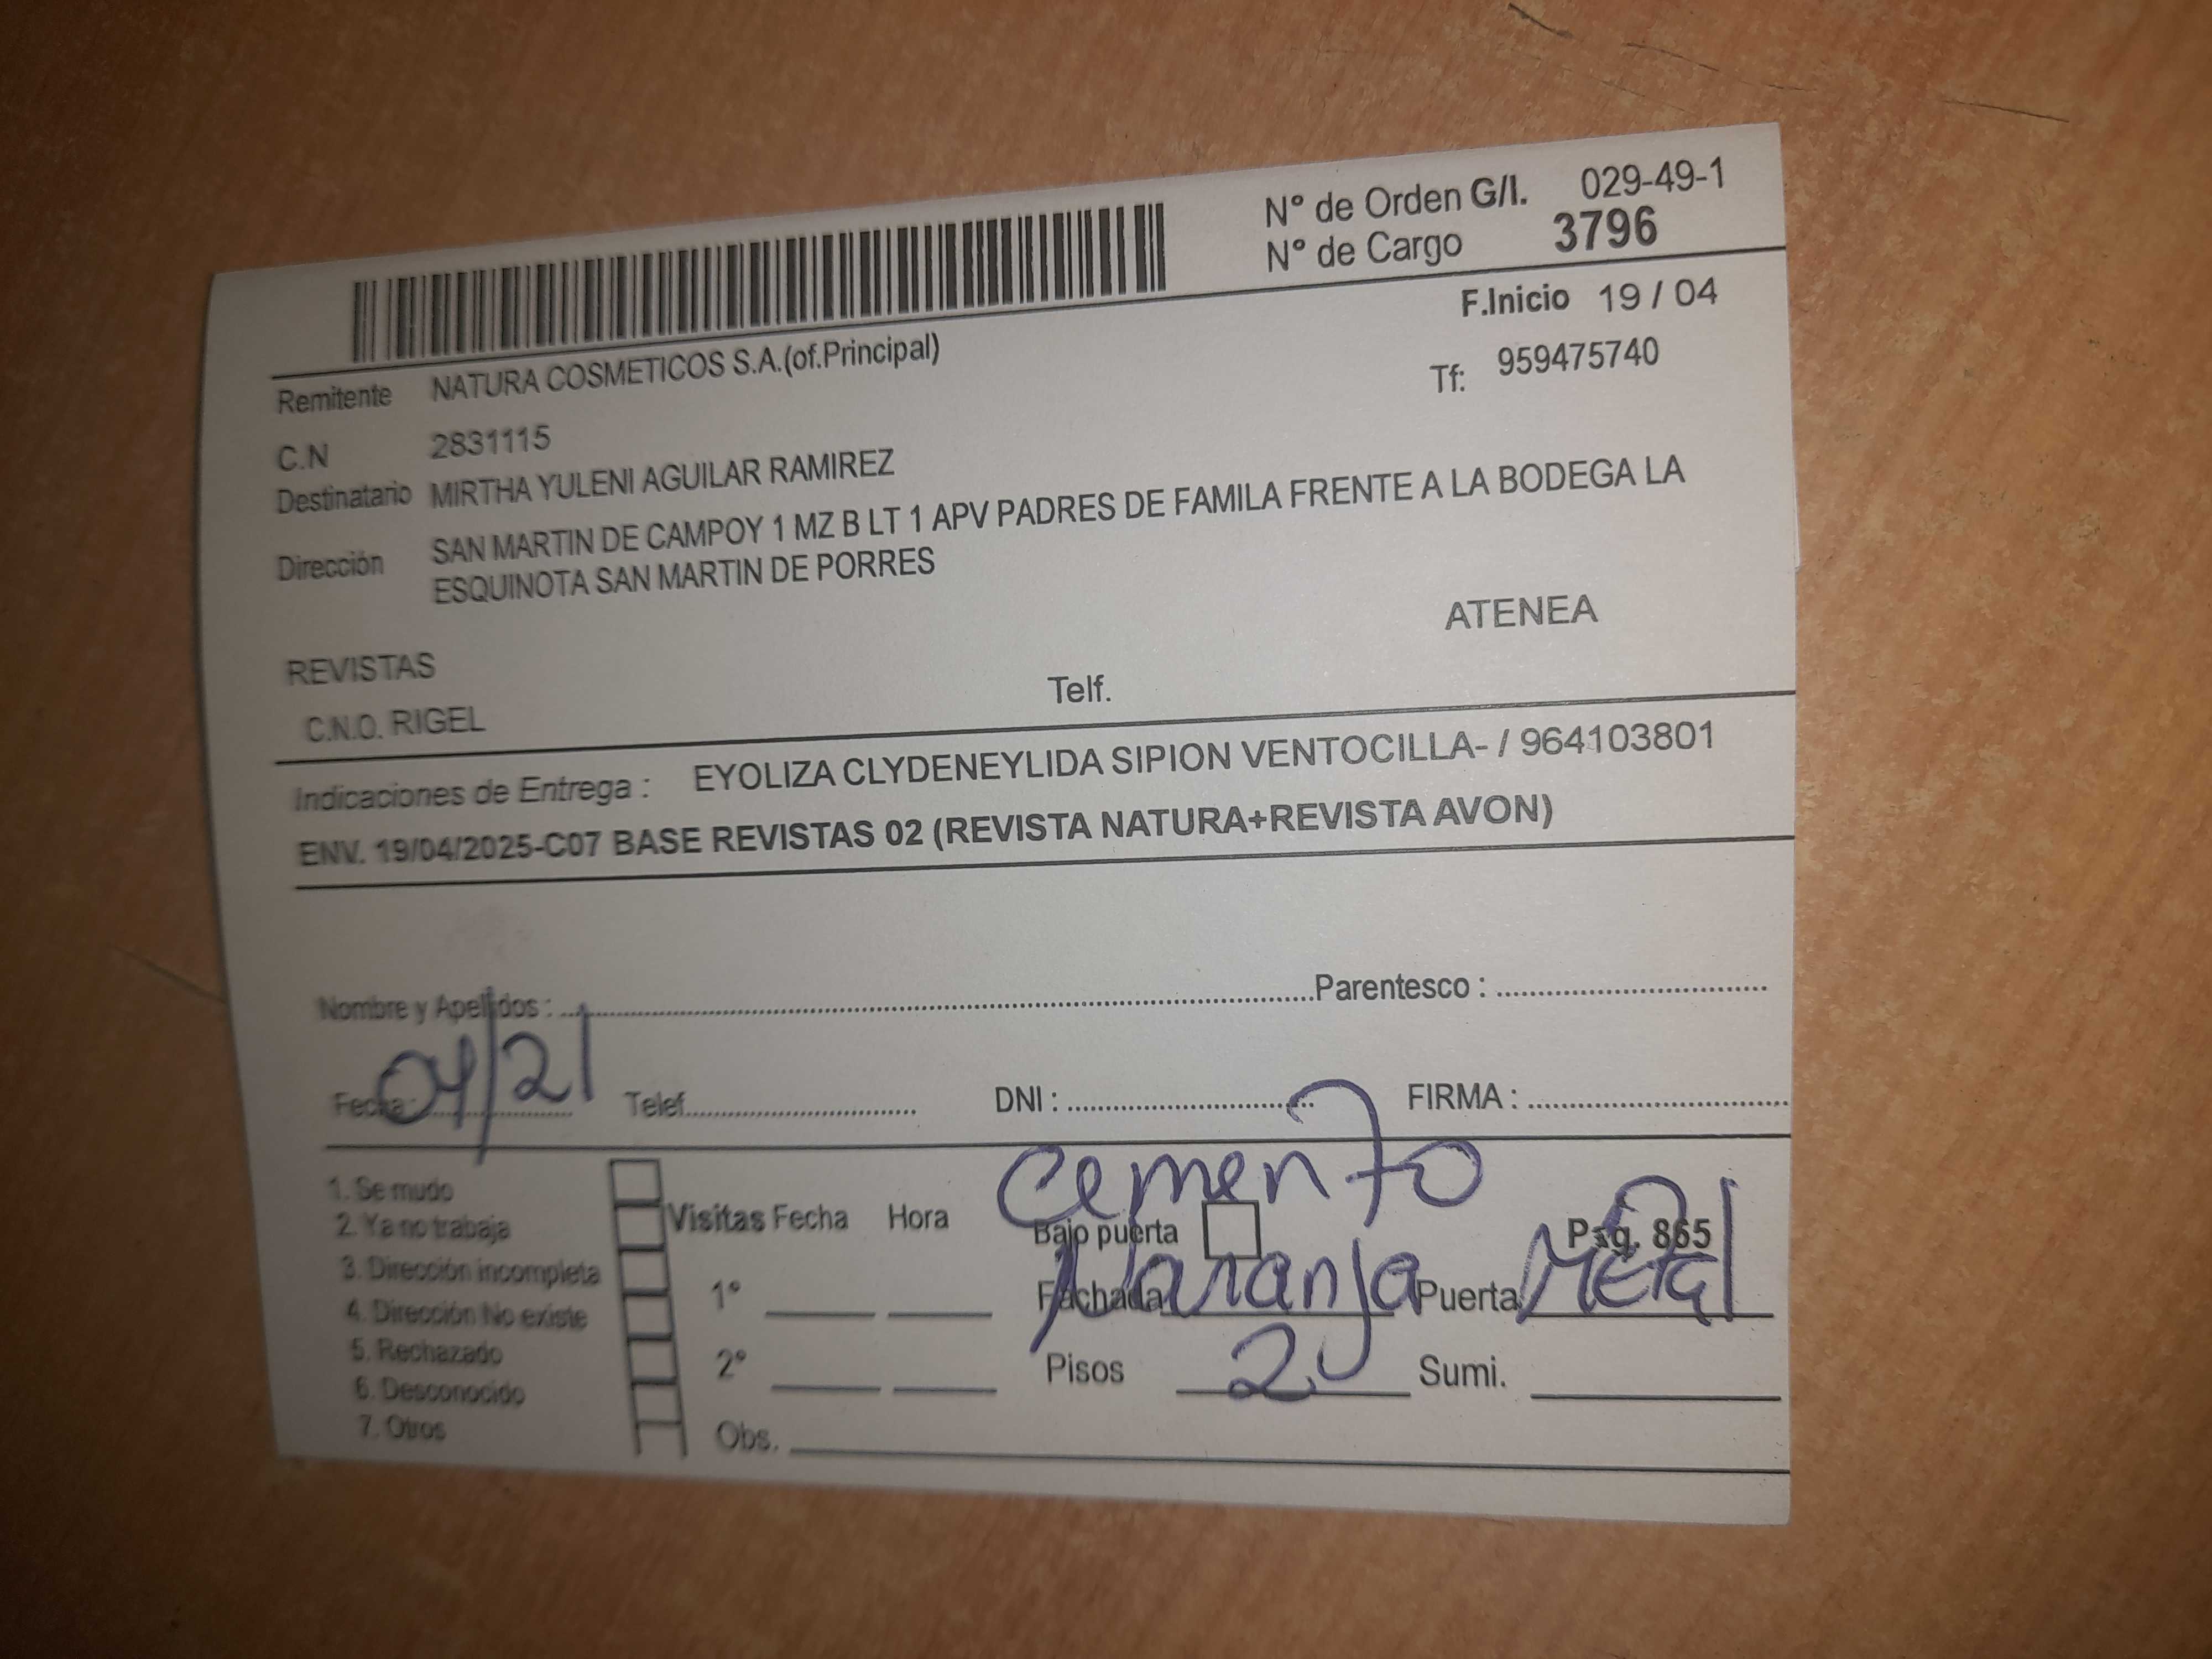 N° de Orden G/I. 029-49-1
N° de Cargo 3796
F.Inicio 19 / 04
Remitente NATURA COSMETICOS S.A.(of.Principal)
Tf: 959475740
C.N 2831115
Destinatario MIRTHA YULENI AGUILAR RAMIREZ
Dirección SAN MARTIN DE CAMPOY 1 MZ B LT 1 APV PADRES DE FAMILA FRENTE A LA BODEGA LA
ESQUINOTA SAN MARTIN DE PORRES
ATENEA
REVISTAS
Telf.
C.N.O. RIGEL
Indicaciones de Entrega : EYOLIZA CLYDENEYLIDA SIPION VENTOCILLA- / 964103801
ENV. 19/04/2025-C07 BASE REVISTAS 02 (REVISTA NATURA+REVISTA AVON)
Nombre y Apellidos : Parentesco :
Fecha: 04/21 Telef. DNI : FIRMA :
Cemento
1. Se mudo
2. Ya no trabaja
3. Dirección incompleta
4. Dirección No existe
5. Rechazado
6. Desconocido
7. Otros
Visitas Fecha Hora
1°
2°
Obs.
Bajo puerta Pag. 865
Fachada Naranja Puerta Metal
Pisos 2 Sumi.